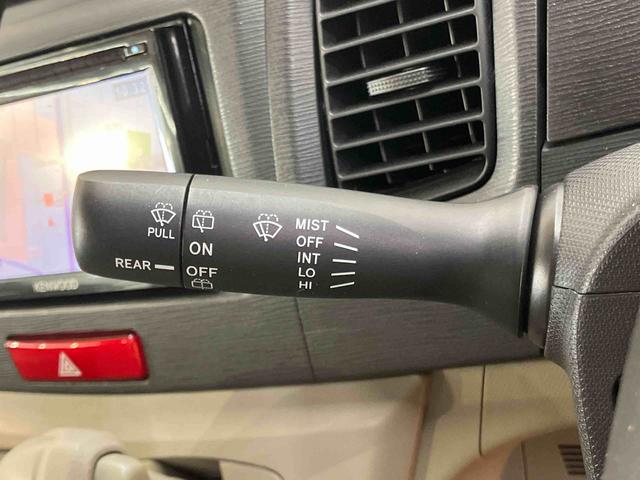 PULL
REAR
ON
OFF
MIST
OFF
INT
LO
HI
KENWOOD